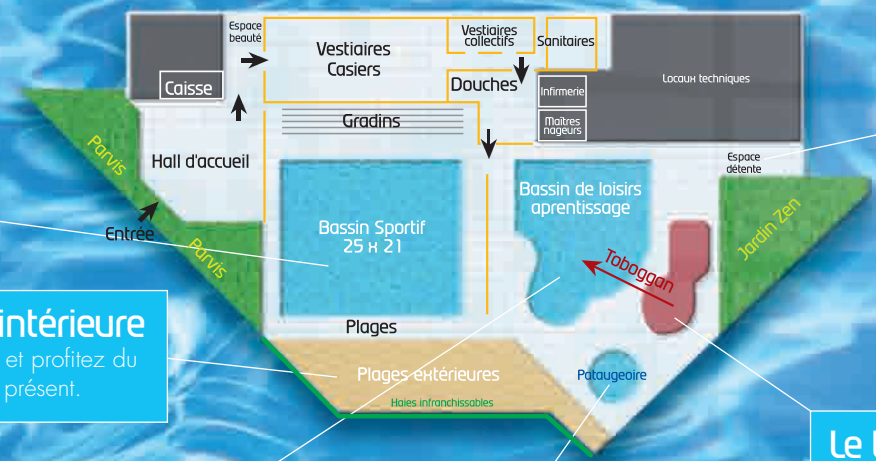 Espace
beauté
Vestiaires
Casiers
Vestiaires
collectifs
Sanitaires
Caisse
Douches
Locaux techniques
Infirmerie
Maîtres
nageurs
Gradins
Parvis
Hall d'accueil
Espace
détente
Bassin de loisirs
aprentissage
Bassin Sportif
25 x 21
Entrée
Parvis
Jardin Zen
Toboggan
intérieure
et profitez du
présent.
Plages
Plages extérieures
Pataugeoire
Haies infranchissables
Le